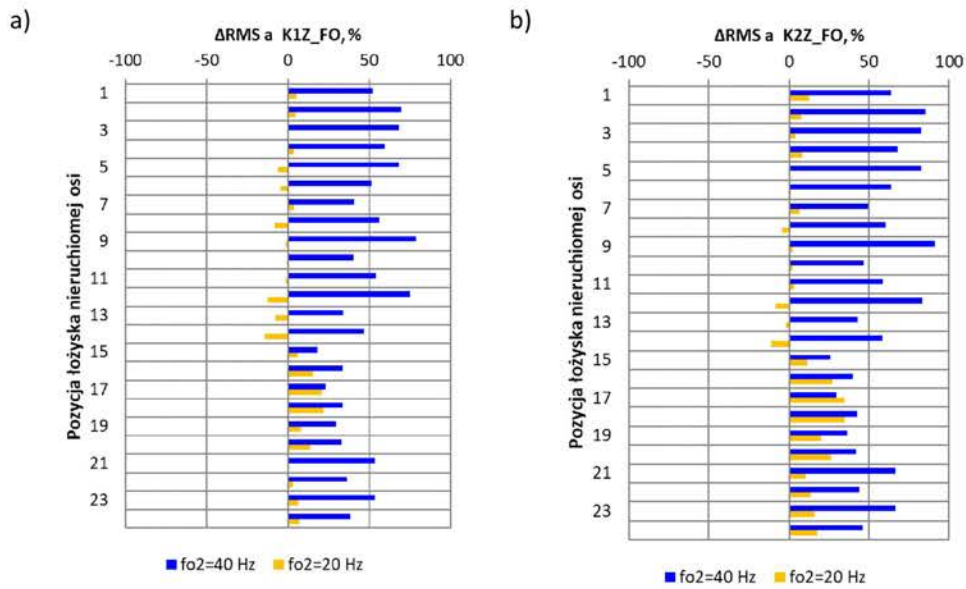 a)
ΔRMS a K1Z_FO, %
-100 -50 0 50 100
Pozycja łożyska nieruchomej osi
1
3
5
7
9
11
13
15
17
19
21
23
fo2=40 Hz fo2=20 Hz
b)
ΔRMS a K2Z_FO, %
-100 -50 0 50 100
Pozycja łożyska nieruchomej osi
1
3
5
7
9
11
13
15
17
19
21
23
fo2=40 Hz fo2=20 Hz